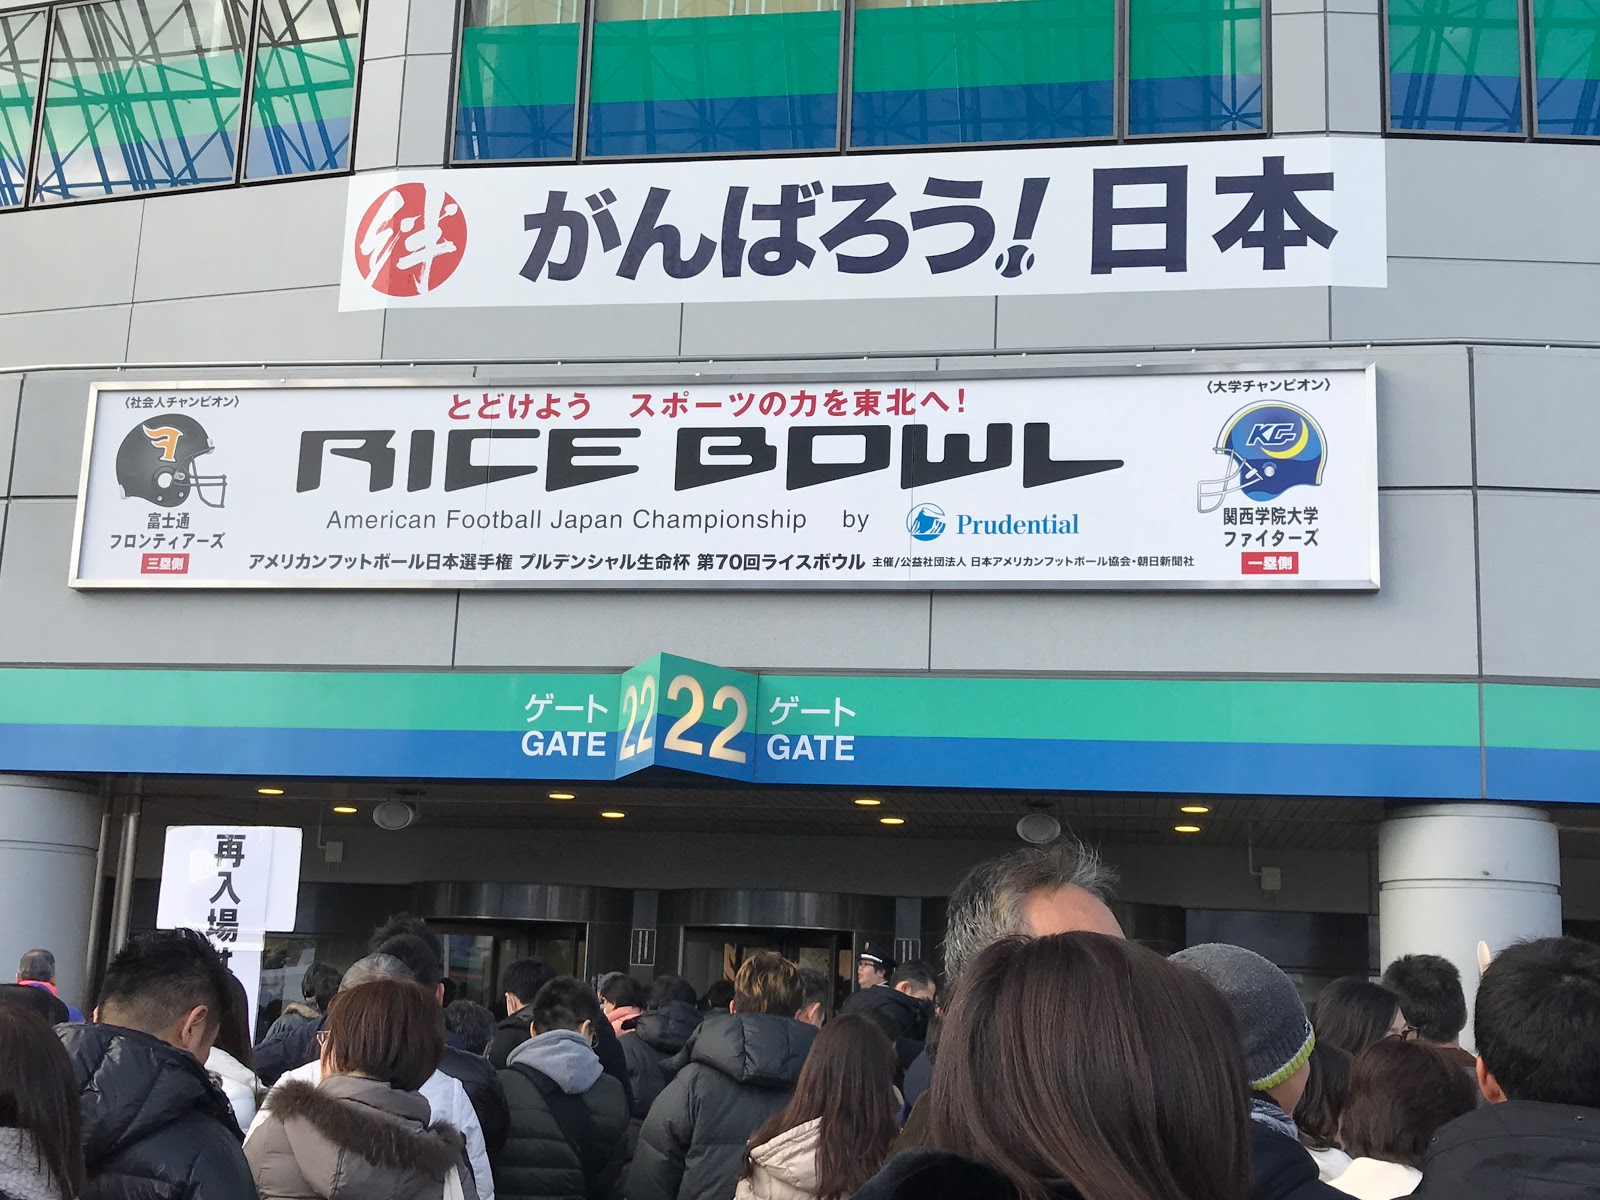 絆 がんばろう! 日本
〈社会人チャンピオン〉
F
富士通
フロンティアーズ
三塁側
とどけよう スポーツの力を東北へ!
RICE BOWL
American Football Japan Championship by Prudential
アメリカンフットボール日本選手権 プルデンシャル生命杯 第70回ライスボウル 主催/公益社団法人 日本アメリカンフットボール協会・朝日新聞社
〈大学チャンピオン〉
KG
関西学院大学
ファイターズ
一塁側
ゲート 22 22 ゲート
GATE GATE
再入場